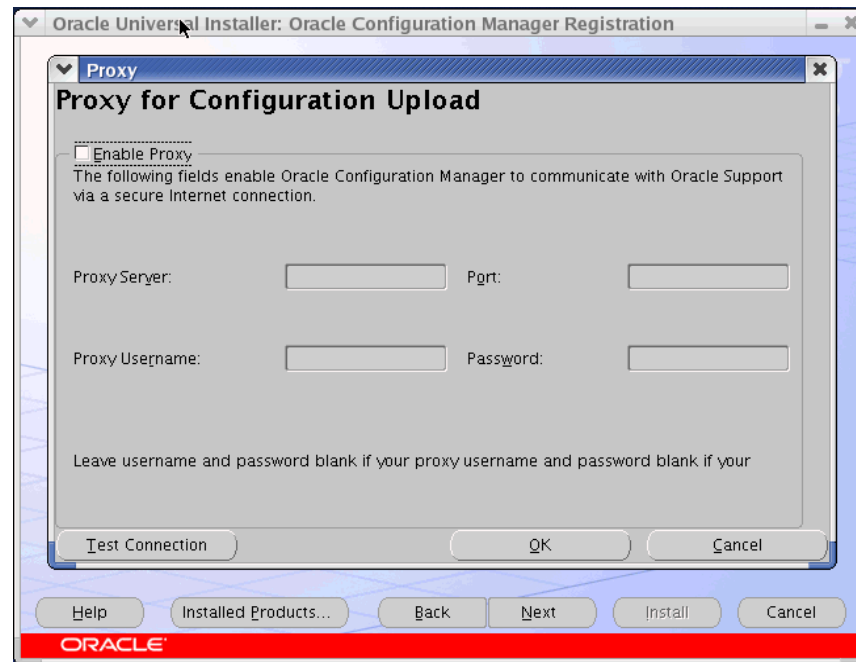 Oracle Universal Installer: Oracle Configuration Manager Registration
Proxy
Proxy for Configuration Upload
Enable Proxy
The following fields enable Oracle Configuration Manager to communicate with Oracle Support
via a secure Internet connection.
Proxy Server: Port:
Proxy Username: Password:
Leave username and password blank if your proxy username and password blank if your
Test Connection OK Cancel
Help Installed Products... Back Next Install Cancel
ORACLE